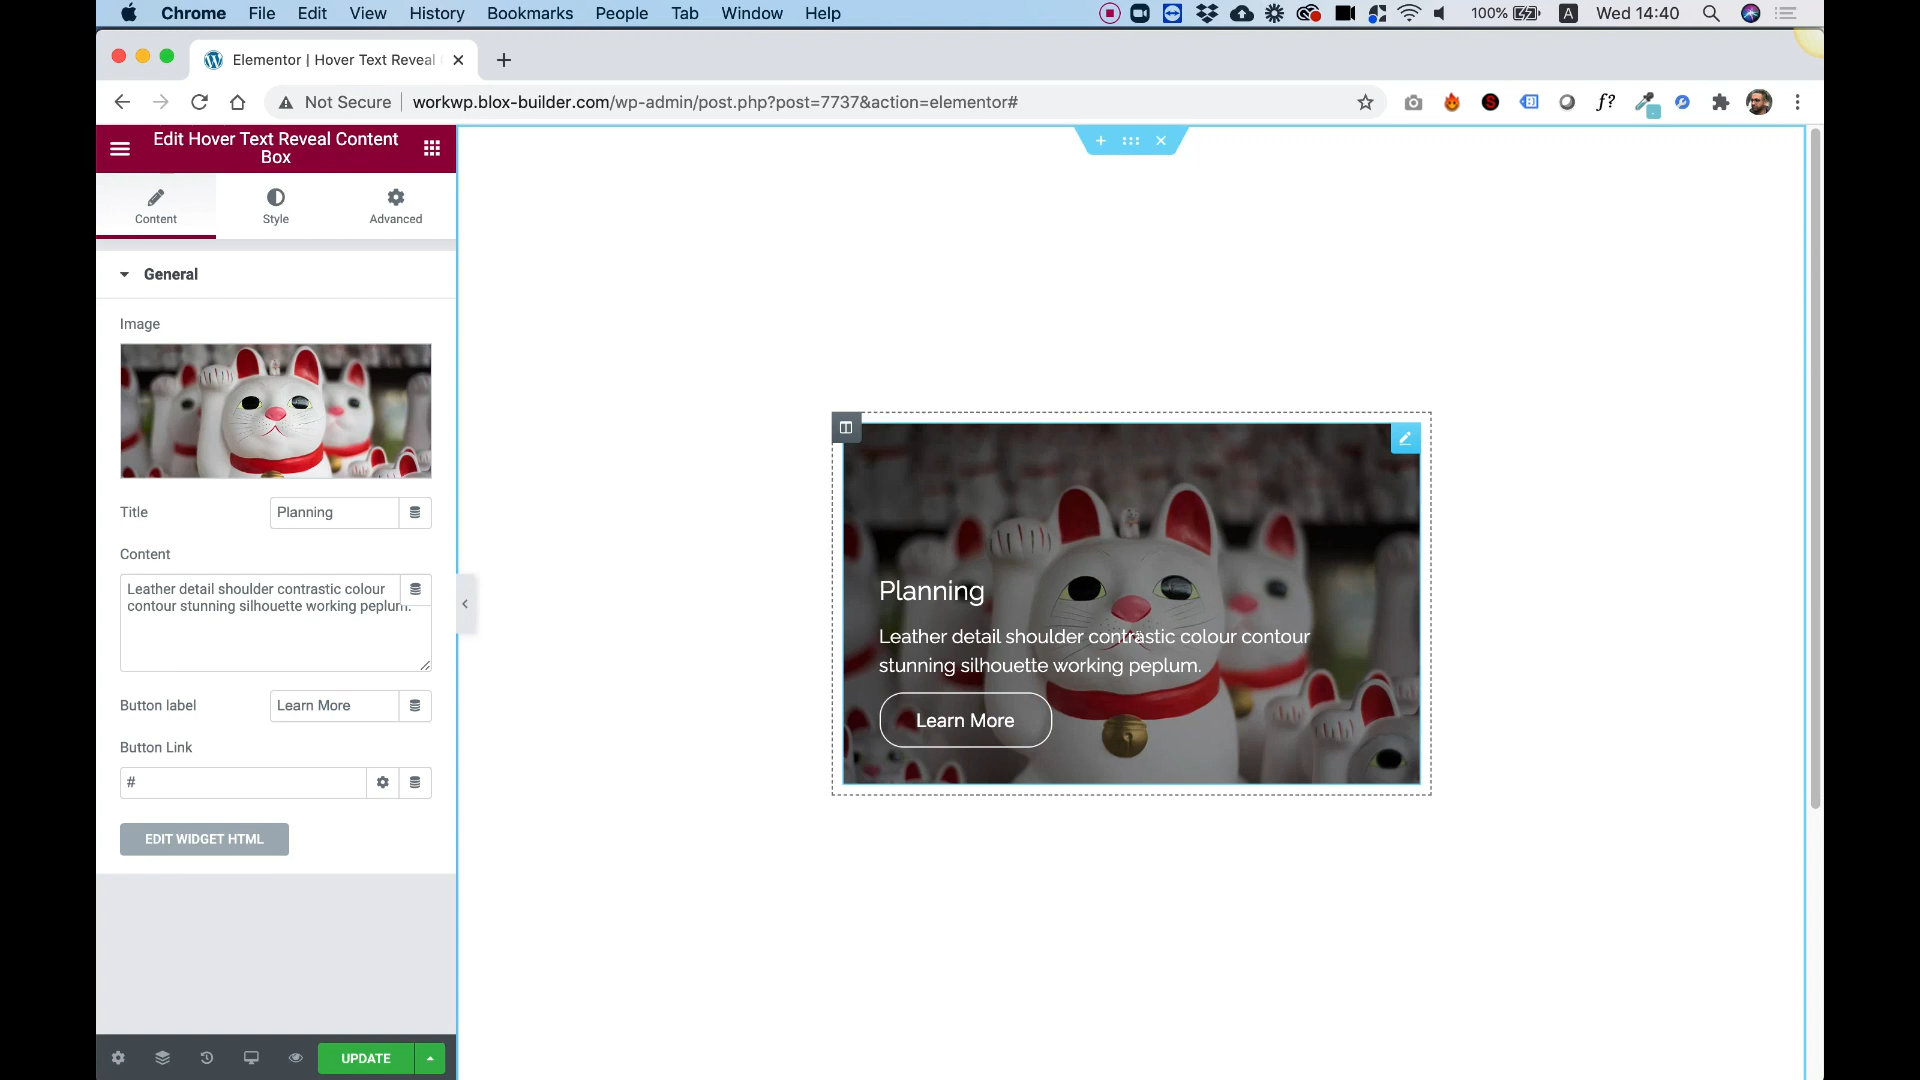 Chrome File Edit View History Bookmarks People Tab Window Help 100% A Wed 14:40
Elementor | Hover Text Reveal
Not Secure workwp.blox-builder.com/wp-admin/post.php?post=7737&action=elementor#
S f?
Edit Hover Text Reveal Content
Box
Content Style Advanced
General
Image
Title Planning
Content
Leather detail shoulder contrastic colour
contour stunning silhouette working peplum.
Button label Learn More
Button Link
#
EDIT WIDGET HTML
UPDATE
Planning
Leather detail shoulder contrastic colour contour
stunning silhouette working peplum.
Learn More